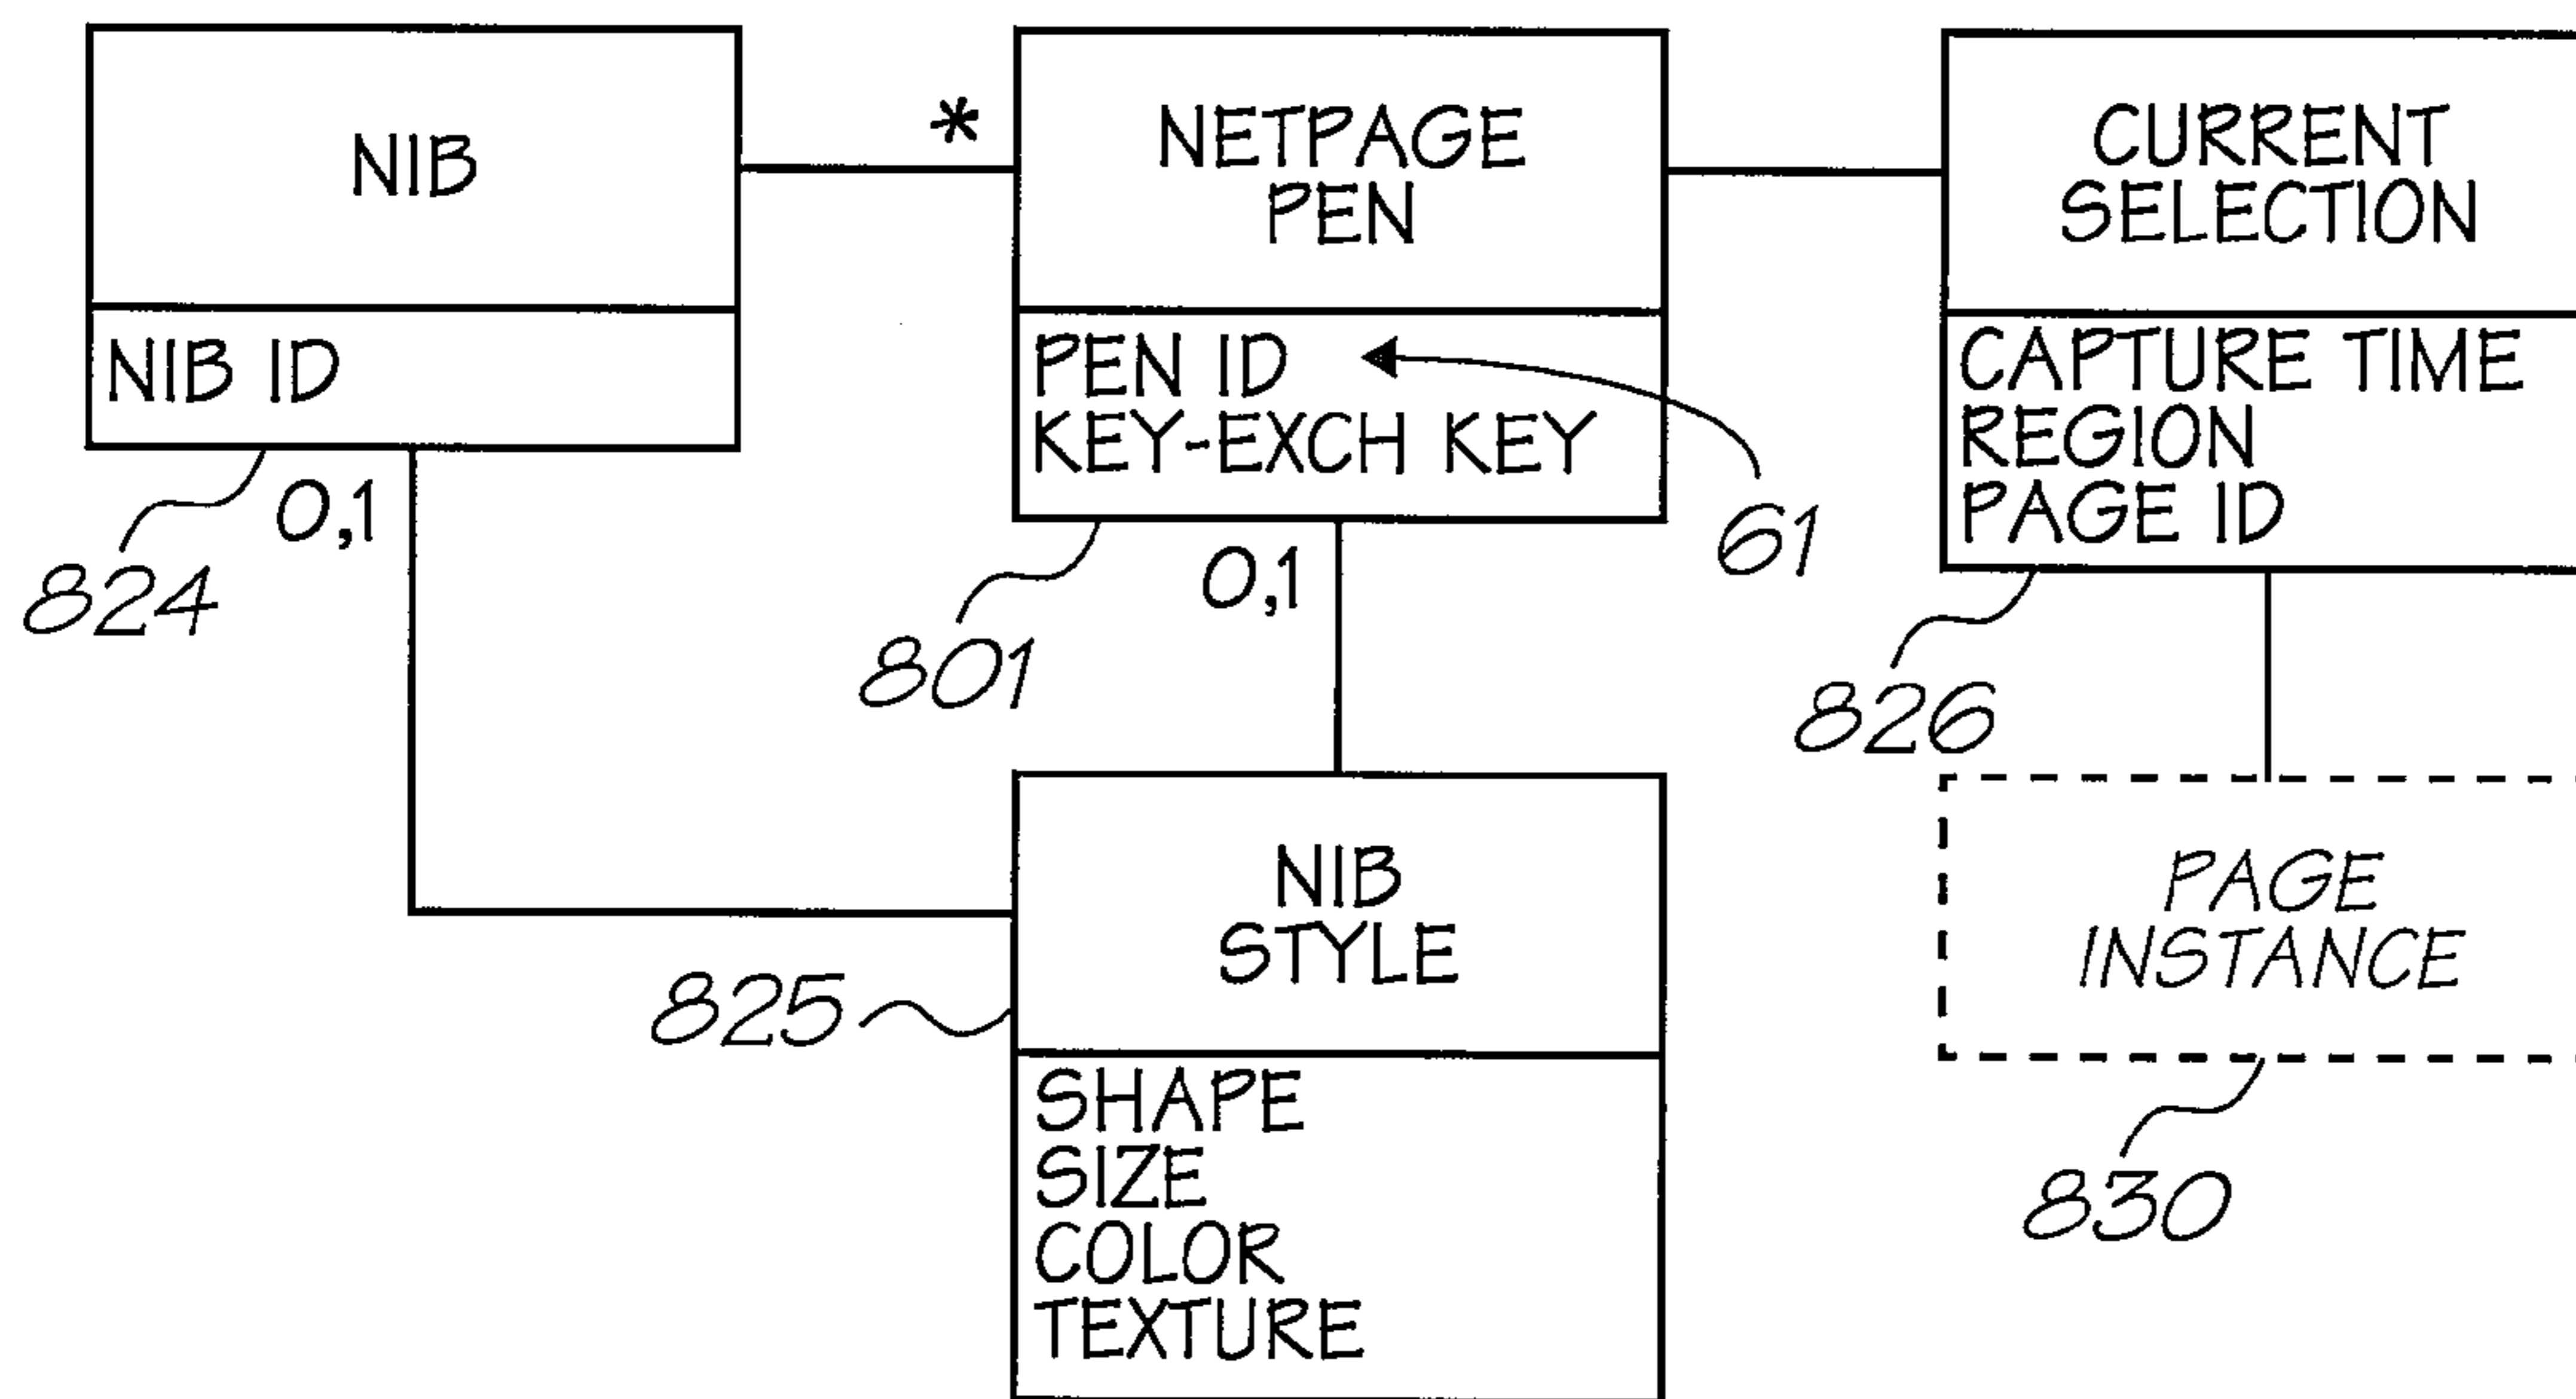 NIB
NIB ID
824
0,1
*
NETPAGE
PEN
PEN ID
KEY-EXCH KEY
61
801
0,1
CURRENT
SELECTION
CAPTURE TIME
REGION
PAGE ID
826
NIB
STYLE
825
SHAPE
SIZE
COLOR
TEXTURE
PAGE
INSTANCE
830